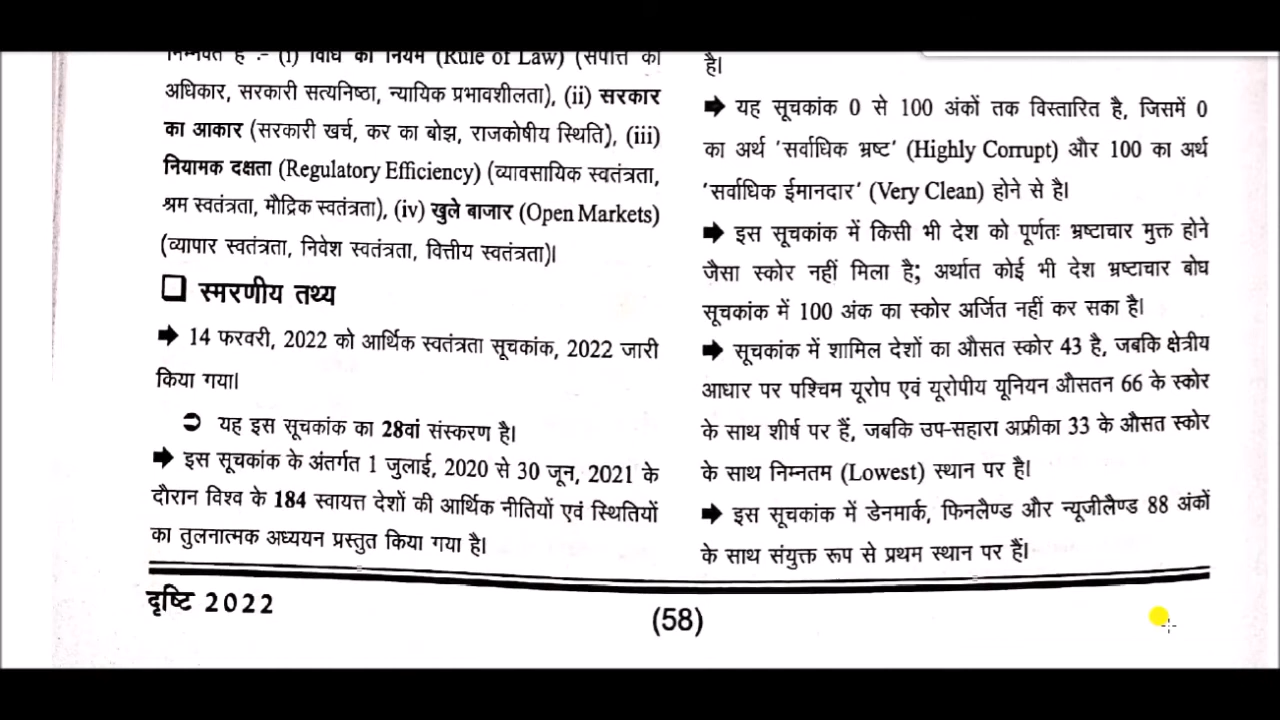 निम्नवत हैं :- (i) विधि का नियम (Rule of Law) (संपत्ति का
अधिकार, सरकारी सत्यनिष्ठा, न्यायिक प्रभावशीलता), (ii) सरकार
का आकार (सरकारी खर्च, कर का बोझ, राजकोषीय स्थिति), (iii)
नियामक दक्षता (Regulatory Efficiency) (व्यावसायिक स्वतंत्रता,
श्रम स्वतंत्रता, मौद्रिक स्वतंत्रता), (iv) खुले बाजार (Open Markets)
(व्यापार स्वतंत्रता, निवेश स्वतंत्रता, वित्तीय स्वतंत्रता)।
❑ स्मरणीय तथ्य
➡ 14 फरवरी, 2022 को आर्थिक स्वतंत्रता सूचकांक, 2022 जारी
किया गया।
➲ यह इस सूचकांक का 28वां संस्करण है।
➡ इस सूचकांक के अंतर्गत 1 जुलाई, 2020 से 30 जून, 2021 के
दौरान विश्व के 184 स्वायत्त देशों की आर्थिक नीतियों एवं स्थितियों
का तुलनात्मक अध्ययन प्रस्तुत किया गया है।
है।
➡ यह सूचकांक 0 से 100 अंकों तक विस्तारित है, जिसमें 0
का अर्थ 'सर्वाधिक भ्रष्ट' (Highly Corrupt) और 100 का अर्थ
'सर्वाधिक ईमानदार' (Very Clean) होने से है।
➡ इस सूचकांक में किसी भी देश को पूर्णतः भ्रष्टाचार मुक्त होने
जैसा स्कोर नहीं मिला है; अर्थात कोई भी देश भ्रष्टाचार बोध
सूचकांक में 100 अंक का स्कोर अर्जित नहीं कर सका है।
➡ सूचकांक में शामिल देशों का औसत स्कोर 43 है, जबकि क्षेत्रीय
आधार पर पश्चिम यूरोप एवं यूरोपीय यूनियन औसतन 66 के स्कोर
के साथ शीर्ष पर हैं, जबकि उप-सहारा अफ्रीका 33 के औसत स्कोर
के साथ निम्नतम (Lowest) स्थान पर है।
➡ इस सूचकांक में डेनमार्क, फिनलैण्ड और न्यूजीलैण्ड 88 अंकों
के साथ संयुक्त रूप से प्रथम स्थान पर हैं।
दृष्टि 2022
(58)